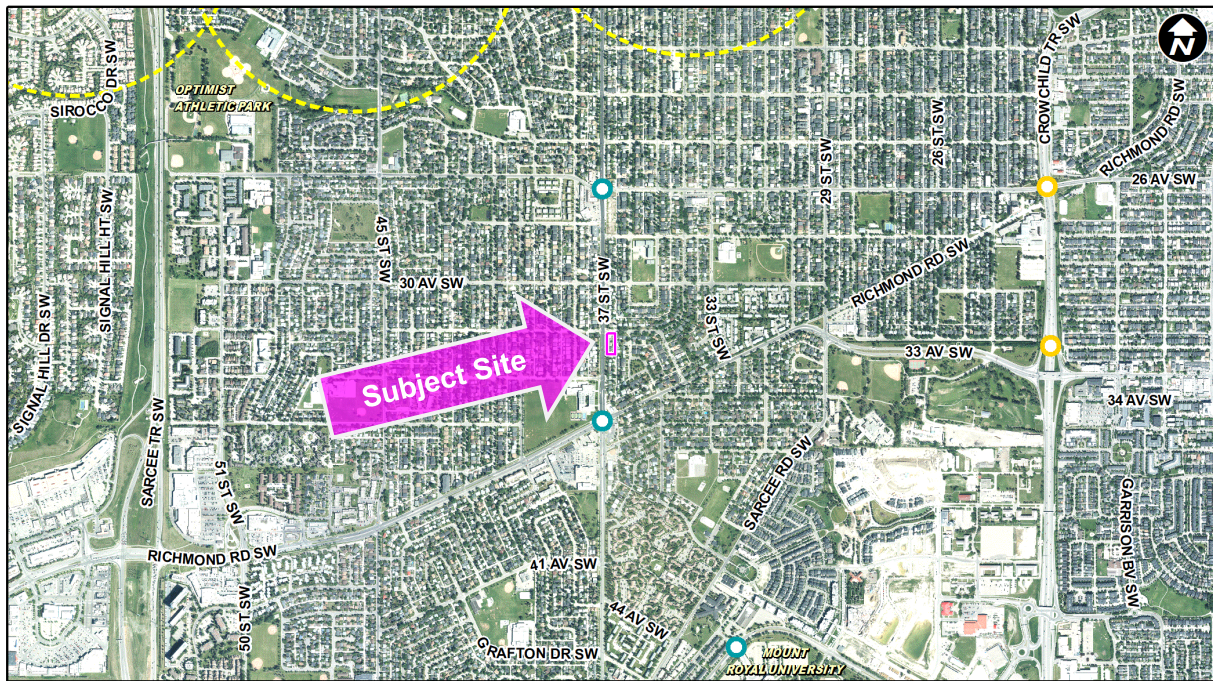 CROWCHILD TR SW
N
SIROCCO DR SW
OPTIMIST
ATHLETIC PARK
26 ST SW
29 ST SW
RICHMOND RD SW
26 AV SW
SIGNAL HILL HT SW
45 ST SW
30 AV SW
37 ST SW
RICHMOND RD SW
SIGNAL HILL DR SW
33 ST SW
33 AV SW
Subject Site
34 AV SW
SARCEE TR SW
51 ST SW
SARCEE RD SW
GARRISON BV SW
RICHMOND RD SW
41 AV SW
50 ST SW
44 AV SW
GRAFTON DR SW
MOUNT
ROYAL UNIVERSITY